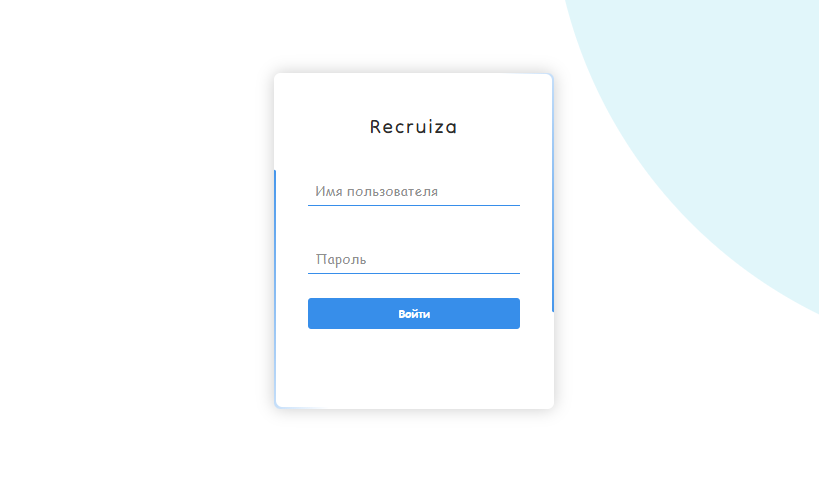 Recruiza
Имя пользователя
Пароль
Войти